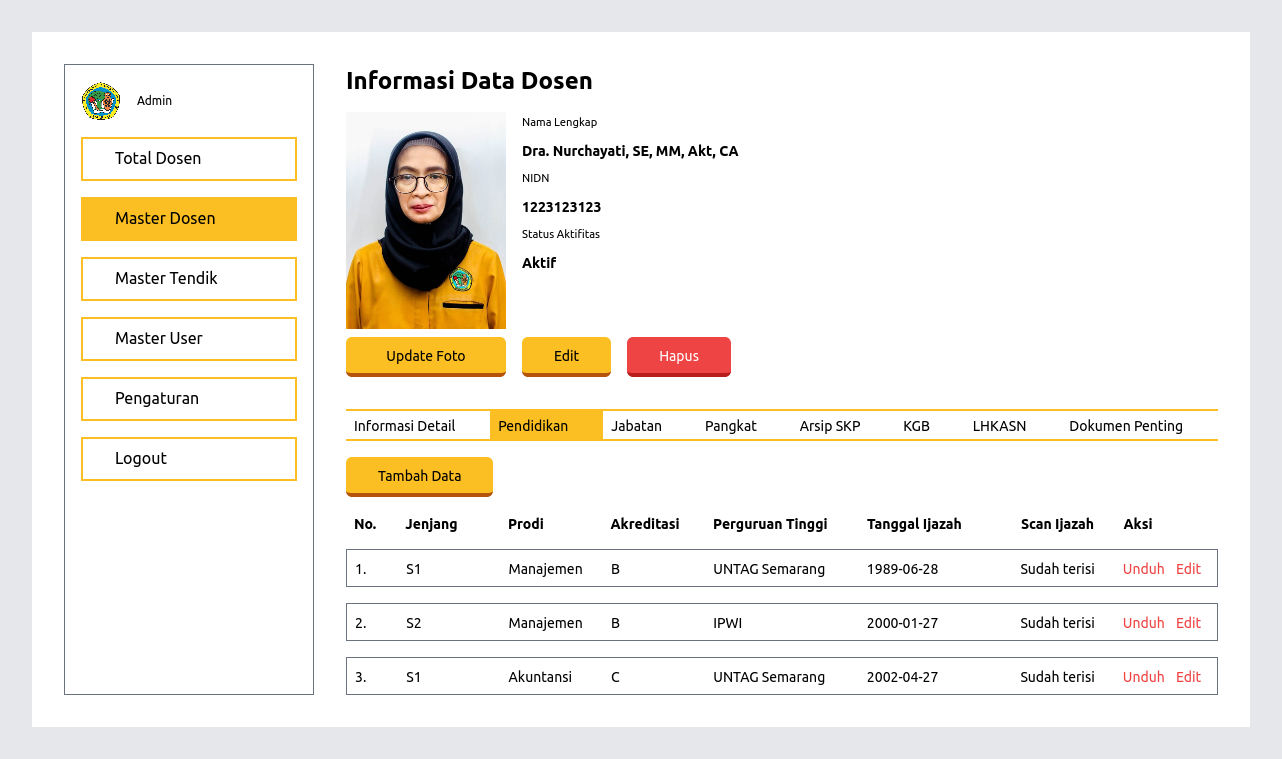 Admin
Total Dosen
Master Dosen
Master Tendik
Master User
Pengaturan
Logout
Informasi Data Dosen
Nama Lengkap
Dra. Nurchayati, SE, MM, Akt, CA
NIDN
1223123123
Status Aktifitas
Aktif
Update Foto Edit Hapus
Informasi Detail Pendidikan Jabatan Pangkat Arsip SKP KGB LHKASN Dokumen Penting
Tambah Data
No. Jenjang Prodi Akreditasi Perguruan Tinggi Tanggal Ijazah Scan Ijazah Aksi
1. S1 Manajemen B UNTAG Semarang 1989-06-28 Sudah terisi Unduh Edit
2. S2 Manajemen B IPWI 2000-01-27 Sudah terisi Unduh Edit
3. S1 Akuntansi C UNTAG Semarang 2002-04-27 Sudah terisi Unduh Edit